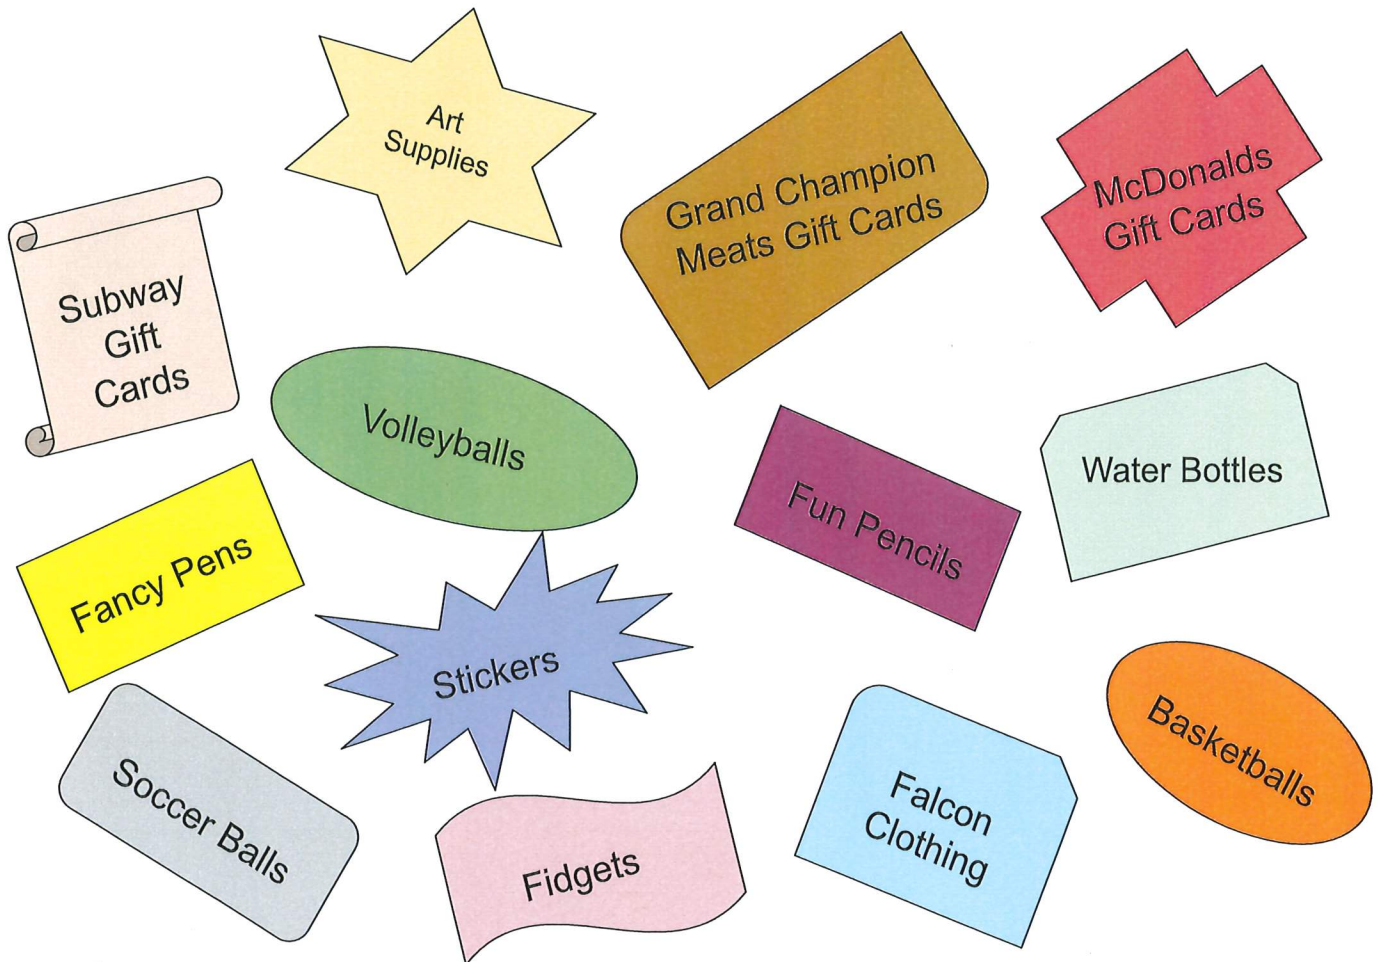 Art
Supplies
Grand Champion
Meats Gift Cards
McDonalds
Gift Cards
Subway
Gift
Cards
Volleyballs
Fun Pencils
Water Bottles
Fancy Pens
Stickers
Soccer Balls
Fidgets
Falcon
Clothing
Basketballs